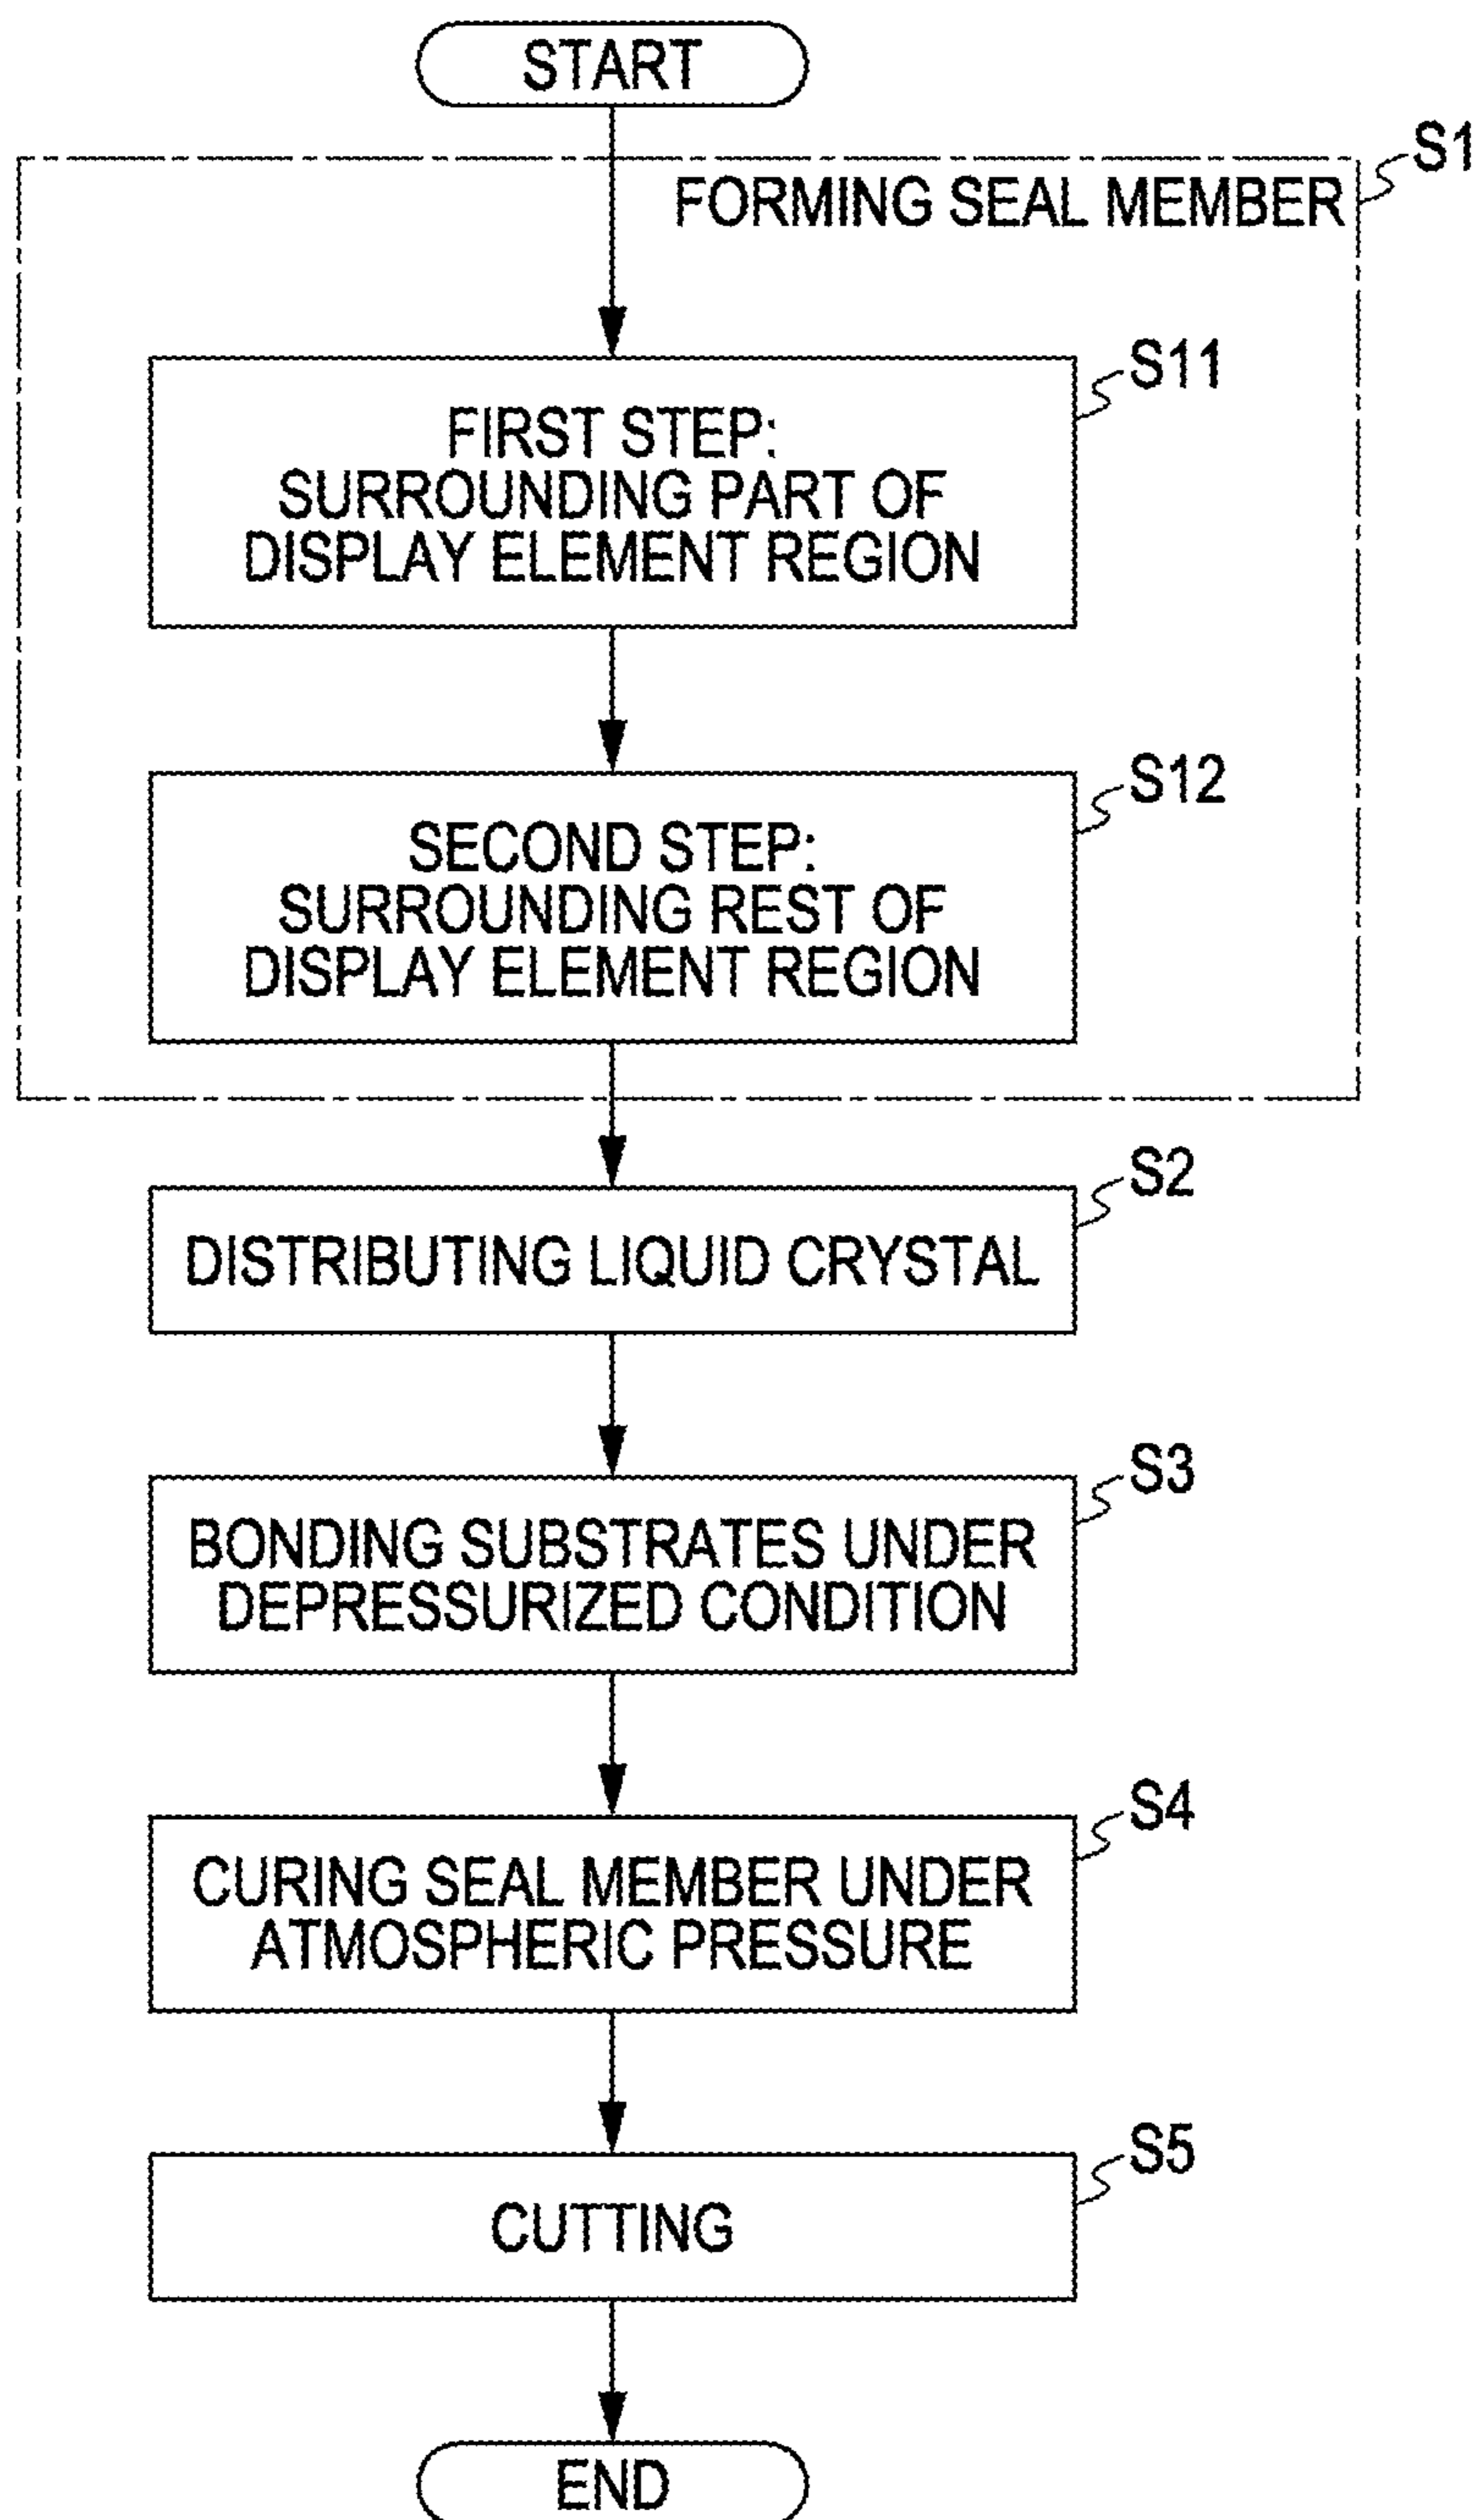 START
S1
FORMING SEAL MEMBER
S11
FIRST STEP:
SURROUNDING PART OF
DISPLAY ELEMENT REGION
S12
SECOND STEP:
SURROUNDING REST OF
DISPLAY ELEMENT REGION
S2
DISTRIBUTING LIQUID CRYSTAL
S3
BONDING SUBSTRATES UNDER
DEPRESSURIZED CONDITION
S4
CURING SEAL MEMBER UNDER
ATMOSPHERIC PRESSURE
S5
CUTTING
END